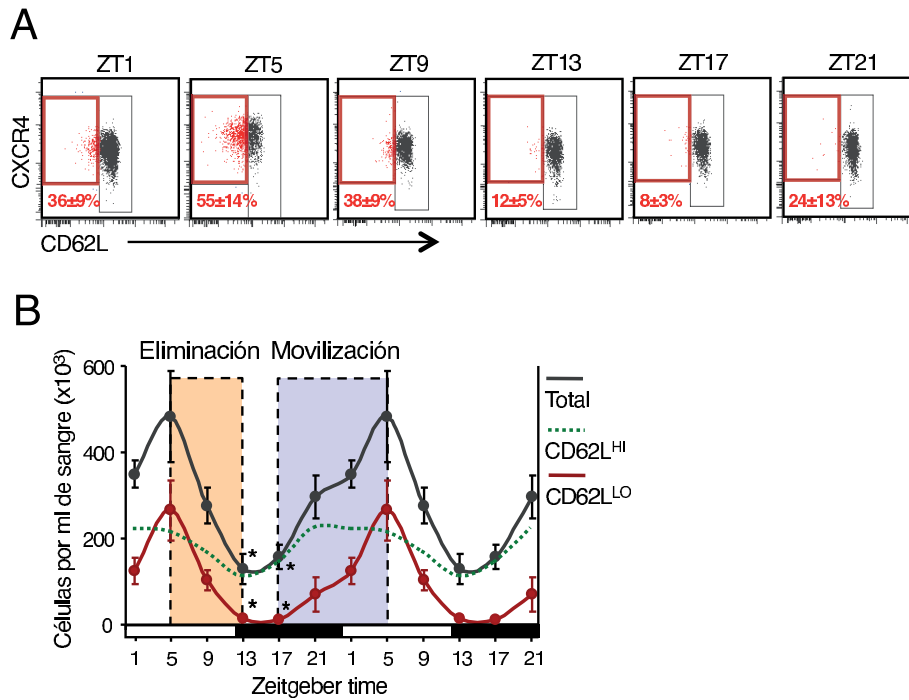 A
ZT1 ZT5 ZT9 ZT13 ZT17 ZT21
CXCR4
36±9% 55±14% 38±9% 12±5% 8±3% 24±13%
CD62L
B
Eliminación Movilización
Células por ml de sangre (x10³)
600
400
200
0
* * * *
Total
CD62L^HI
CD62L^LO
1 5 9 13 17 21 1 5 9 13 17 21
Zeitgeber time